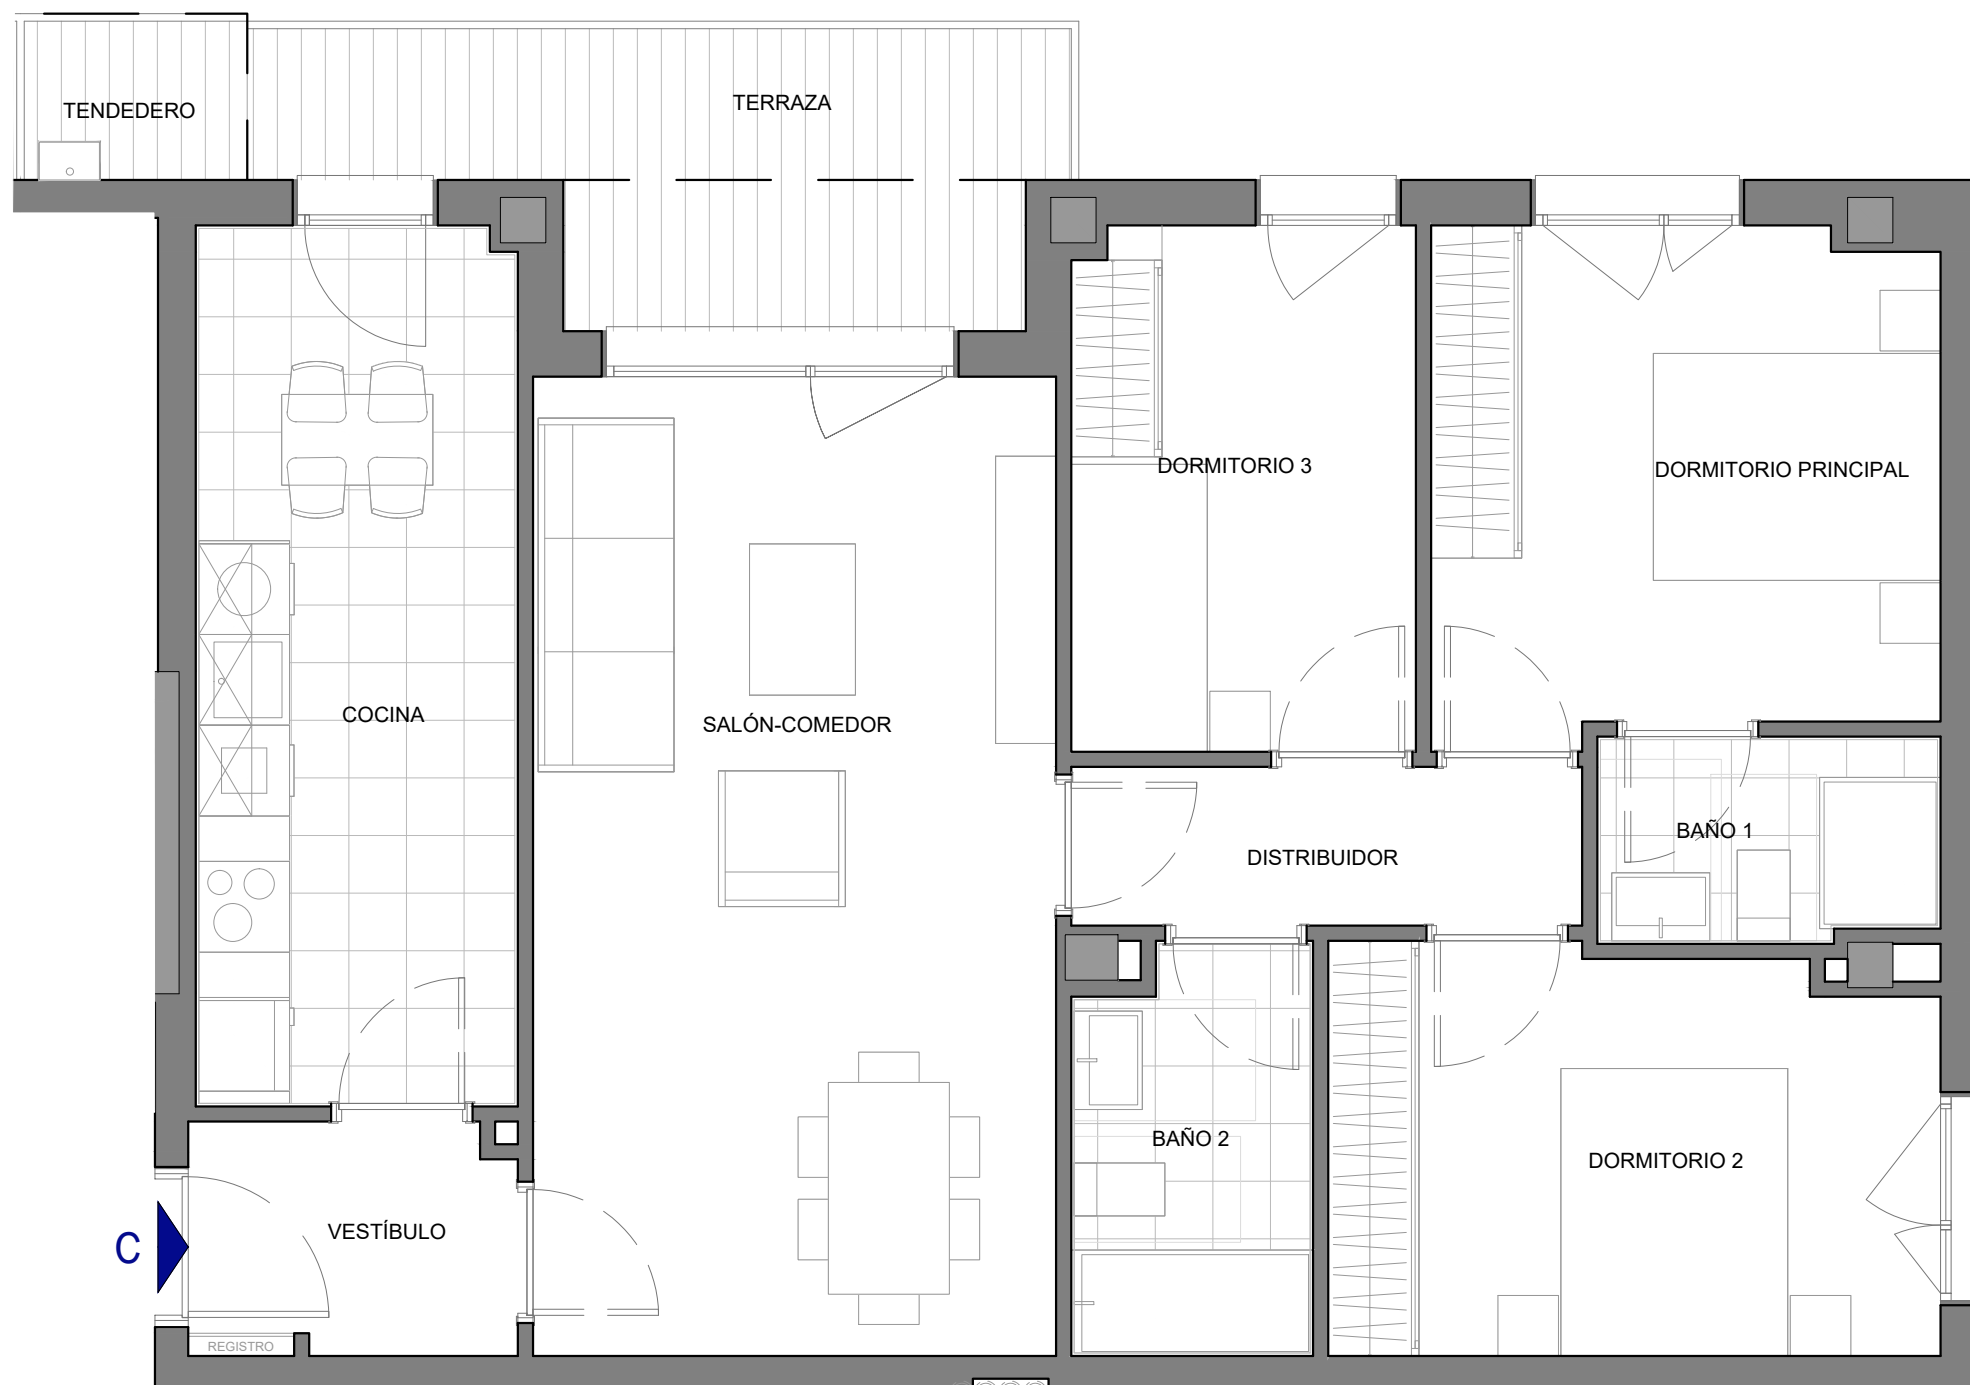 TERRAZA
TENDEDERO
DORMITORIO 3
DORMITORIO PRINCIPAL
COCINA
SALÓN-COMEDOR
BAÑO 1
DISTRIBUIDOR
BAÑO 2
DORMITORIO 2
VESTÍBULO
C
REGISTRO